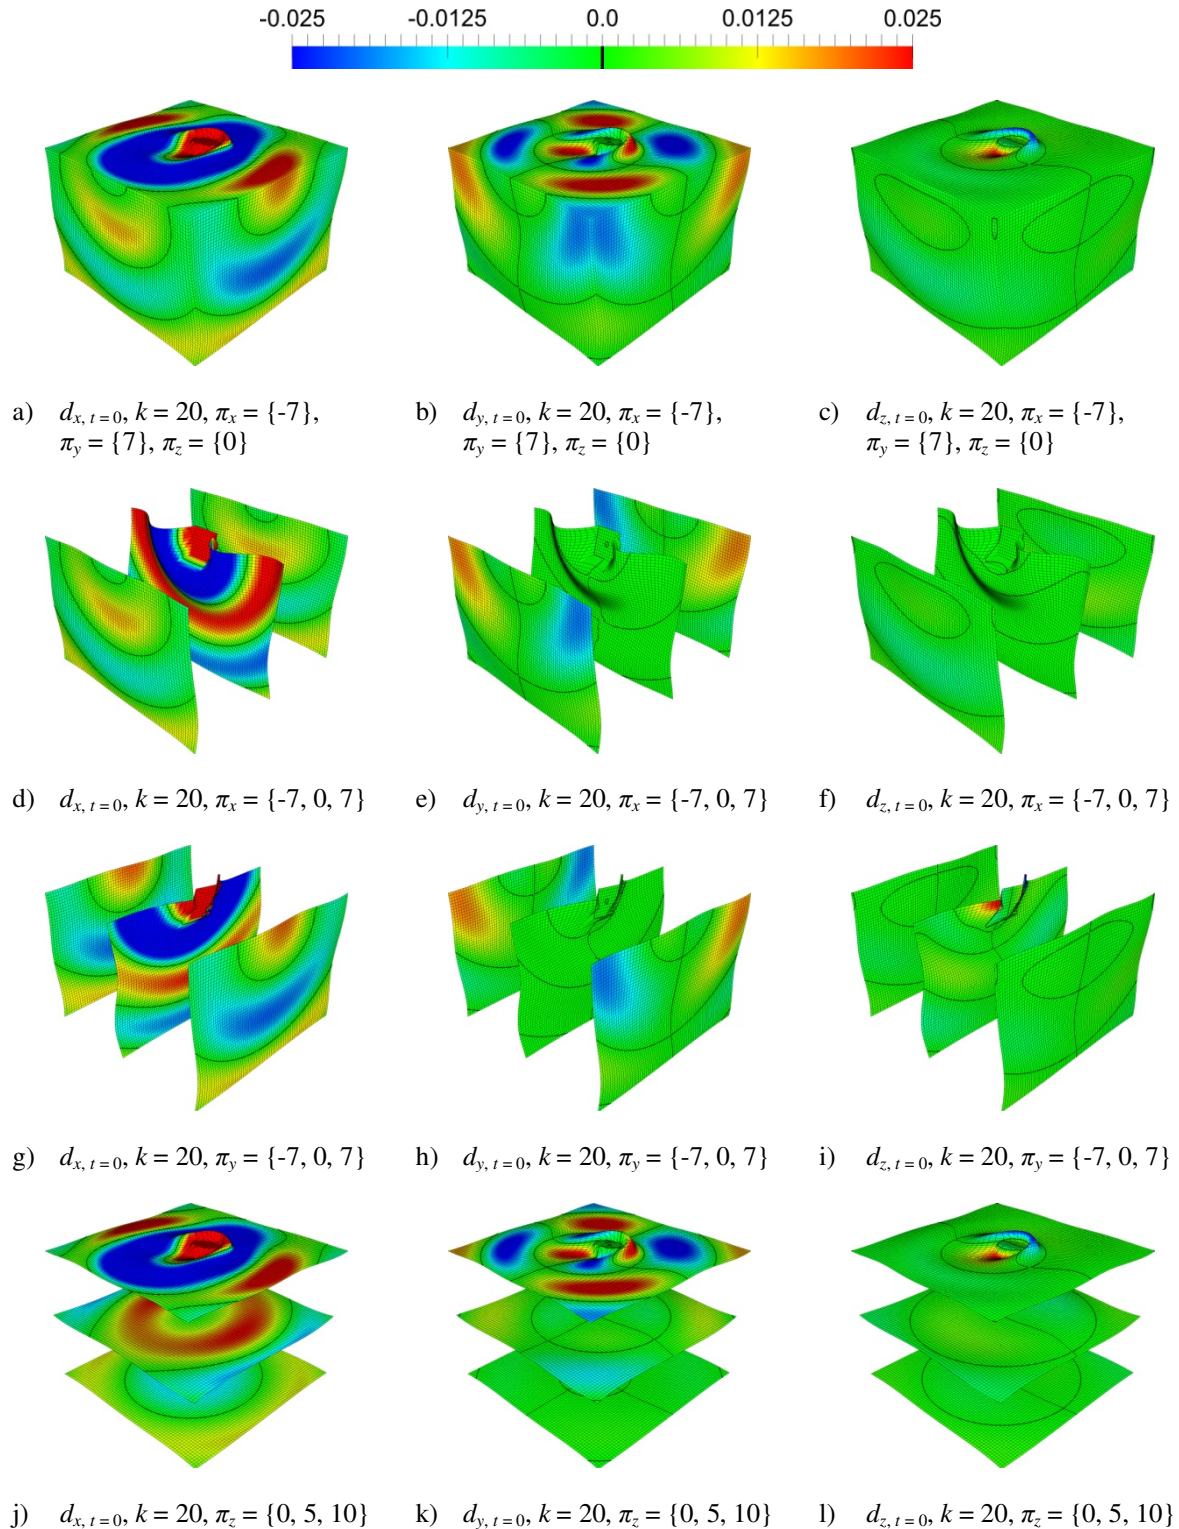 -0.025 -0.0125 0.0 0.0125 0.025
a) d_{x, t=0}, k = 20, π_x = {-7},
π_y = {7}, π_z = {0}
b) d_{y, t=0}, k = 20, π_x = {-7},
π_y = {7}, π_z = {0}
c) d_{z, t=0}, k = 20, π_x = {-7},
π_y = {7}, π_z = {0}
d) d_{x, t=0}, k = 20, π_x = {-7, 0, 7}
e) d_{y, t=0}, k = 20, π_x = {-7, 0, 7}
f) d_{z, t=0}, k = 20, π_x = {-7, 0, 7}
g) d_{x, t=0}, k = 20, π_y = {-7, 0, 7}
h) d_{y, t=0}, k = 20, π_y = {-7, 0, 7}
i) d_{z, t=0}, k = 20, π_y = {-7, 0, 7}
j) d_{x, t=0}, k = 20, π_z = {0, 5, 10}
k) d_{y, t=0}, k = 20, π_z = {0, 5, 10}
l) d_{z, t=0}, k = 20, π_z = {0, 5, 10}